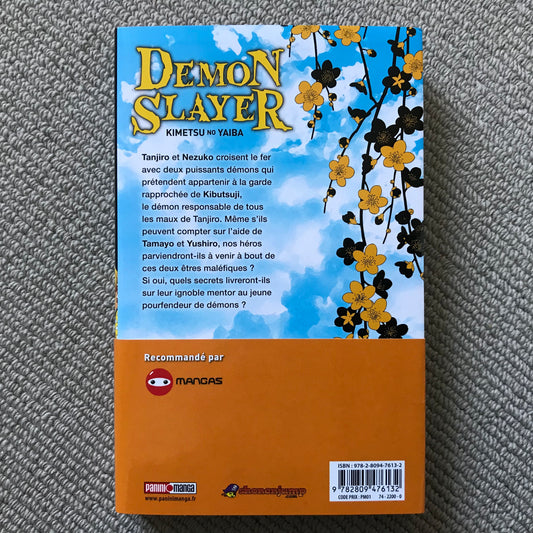 DEMON
SLAYER
KIMETSU NO YAIBA
Tanjiro et Nezuko croisent le fer
avec deux puissants démons qui
prétendent appartenir à la garde
rapprochée de Kibutsuji,
le démon responsable de tous
les maux de Tanjiro. Même s'ils
peuvent compter sur l'aide de
Tamayo et Yushiro, nos héros
parviendront-ils à venir à bout de
ces deux êtres maléfiques ?
Si oui, quels secrets livreront-ils
sur leur ignoble mentor au jeune
pourfendeur de démons ?
Recommandé par
MANGAS
ISBN : 978-2-8094-7613-2
9 782809 476132
CODE PRIX : PM01 74 - 2200 - 0
PANINI manga
www.paninimanga.fr
shonenjump
.com